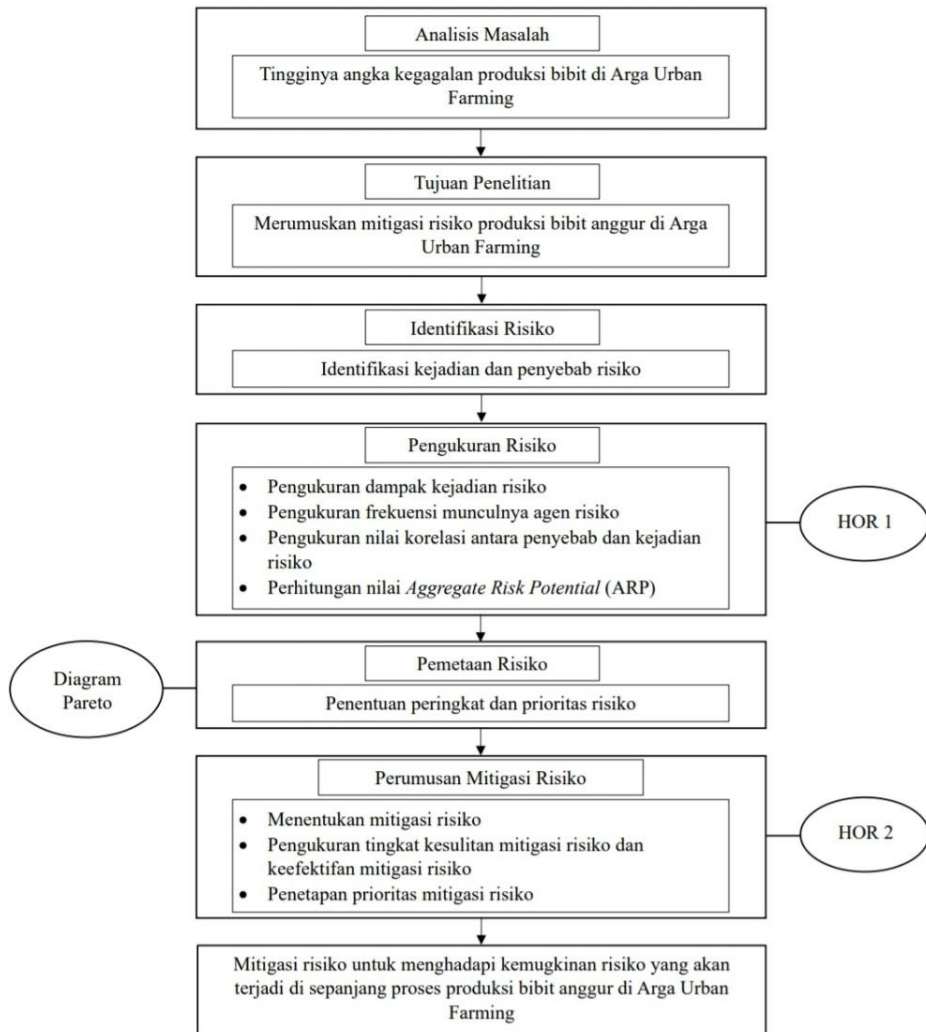 Analisis Masalah
Tingginya angka kegagalan produksi bibit di Arga Urban
Farming
Tujuan Penelitian
Merumuskan mitigasi risiko produksi bibit anggur di Arga
Urban Farming
Identifikasi Risiko
Identifikasi kejadian dan penyebab risiko
Pengukuran Risiko
• Pengukuran dampak kejadian risiko
• Pengukuran frekuensi munculnya agen risiko
• Pengukuran nilai korelasi antara penyebab dan kejadian
risiko
• Perhitungan nilai Aggregate Risk Potential (ARP)
HOR 1
Diagram
Pareto
Pemetaan Risiko
Penentuan peringkat dan prioritas risiko
Perumusan Mitigasi Risiko
• Menentukan mitigasi risiko
• Pengukuran tingkat kesulitan mitigasi risiko dan
keefektifan mitigasi risiko
• Penetapan prioritas mitigasi risiko
HOR 2
Mitigasi risiko untuk menghadapi kemugkinan risiko yang akan
terjadi di sepanjang proses produksi bibit anggur di Arga Urban
Farming